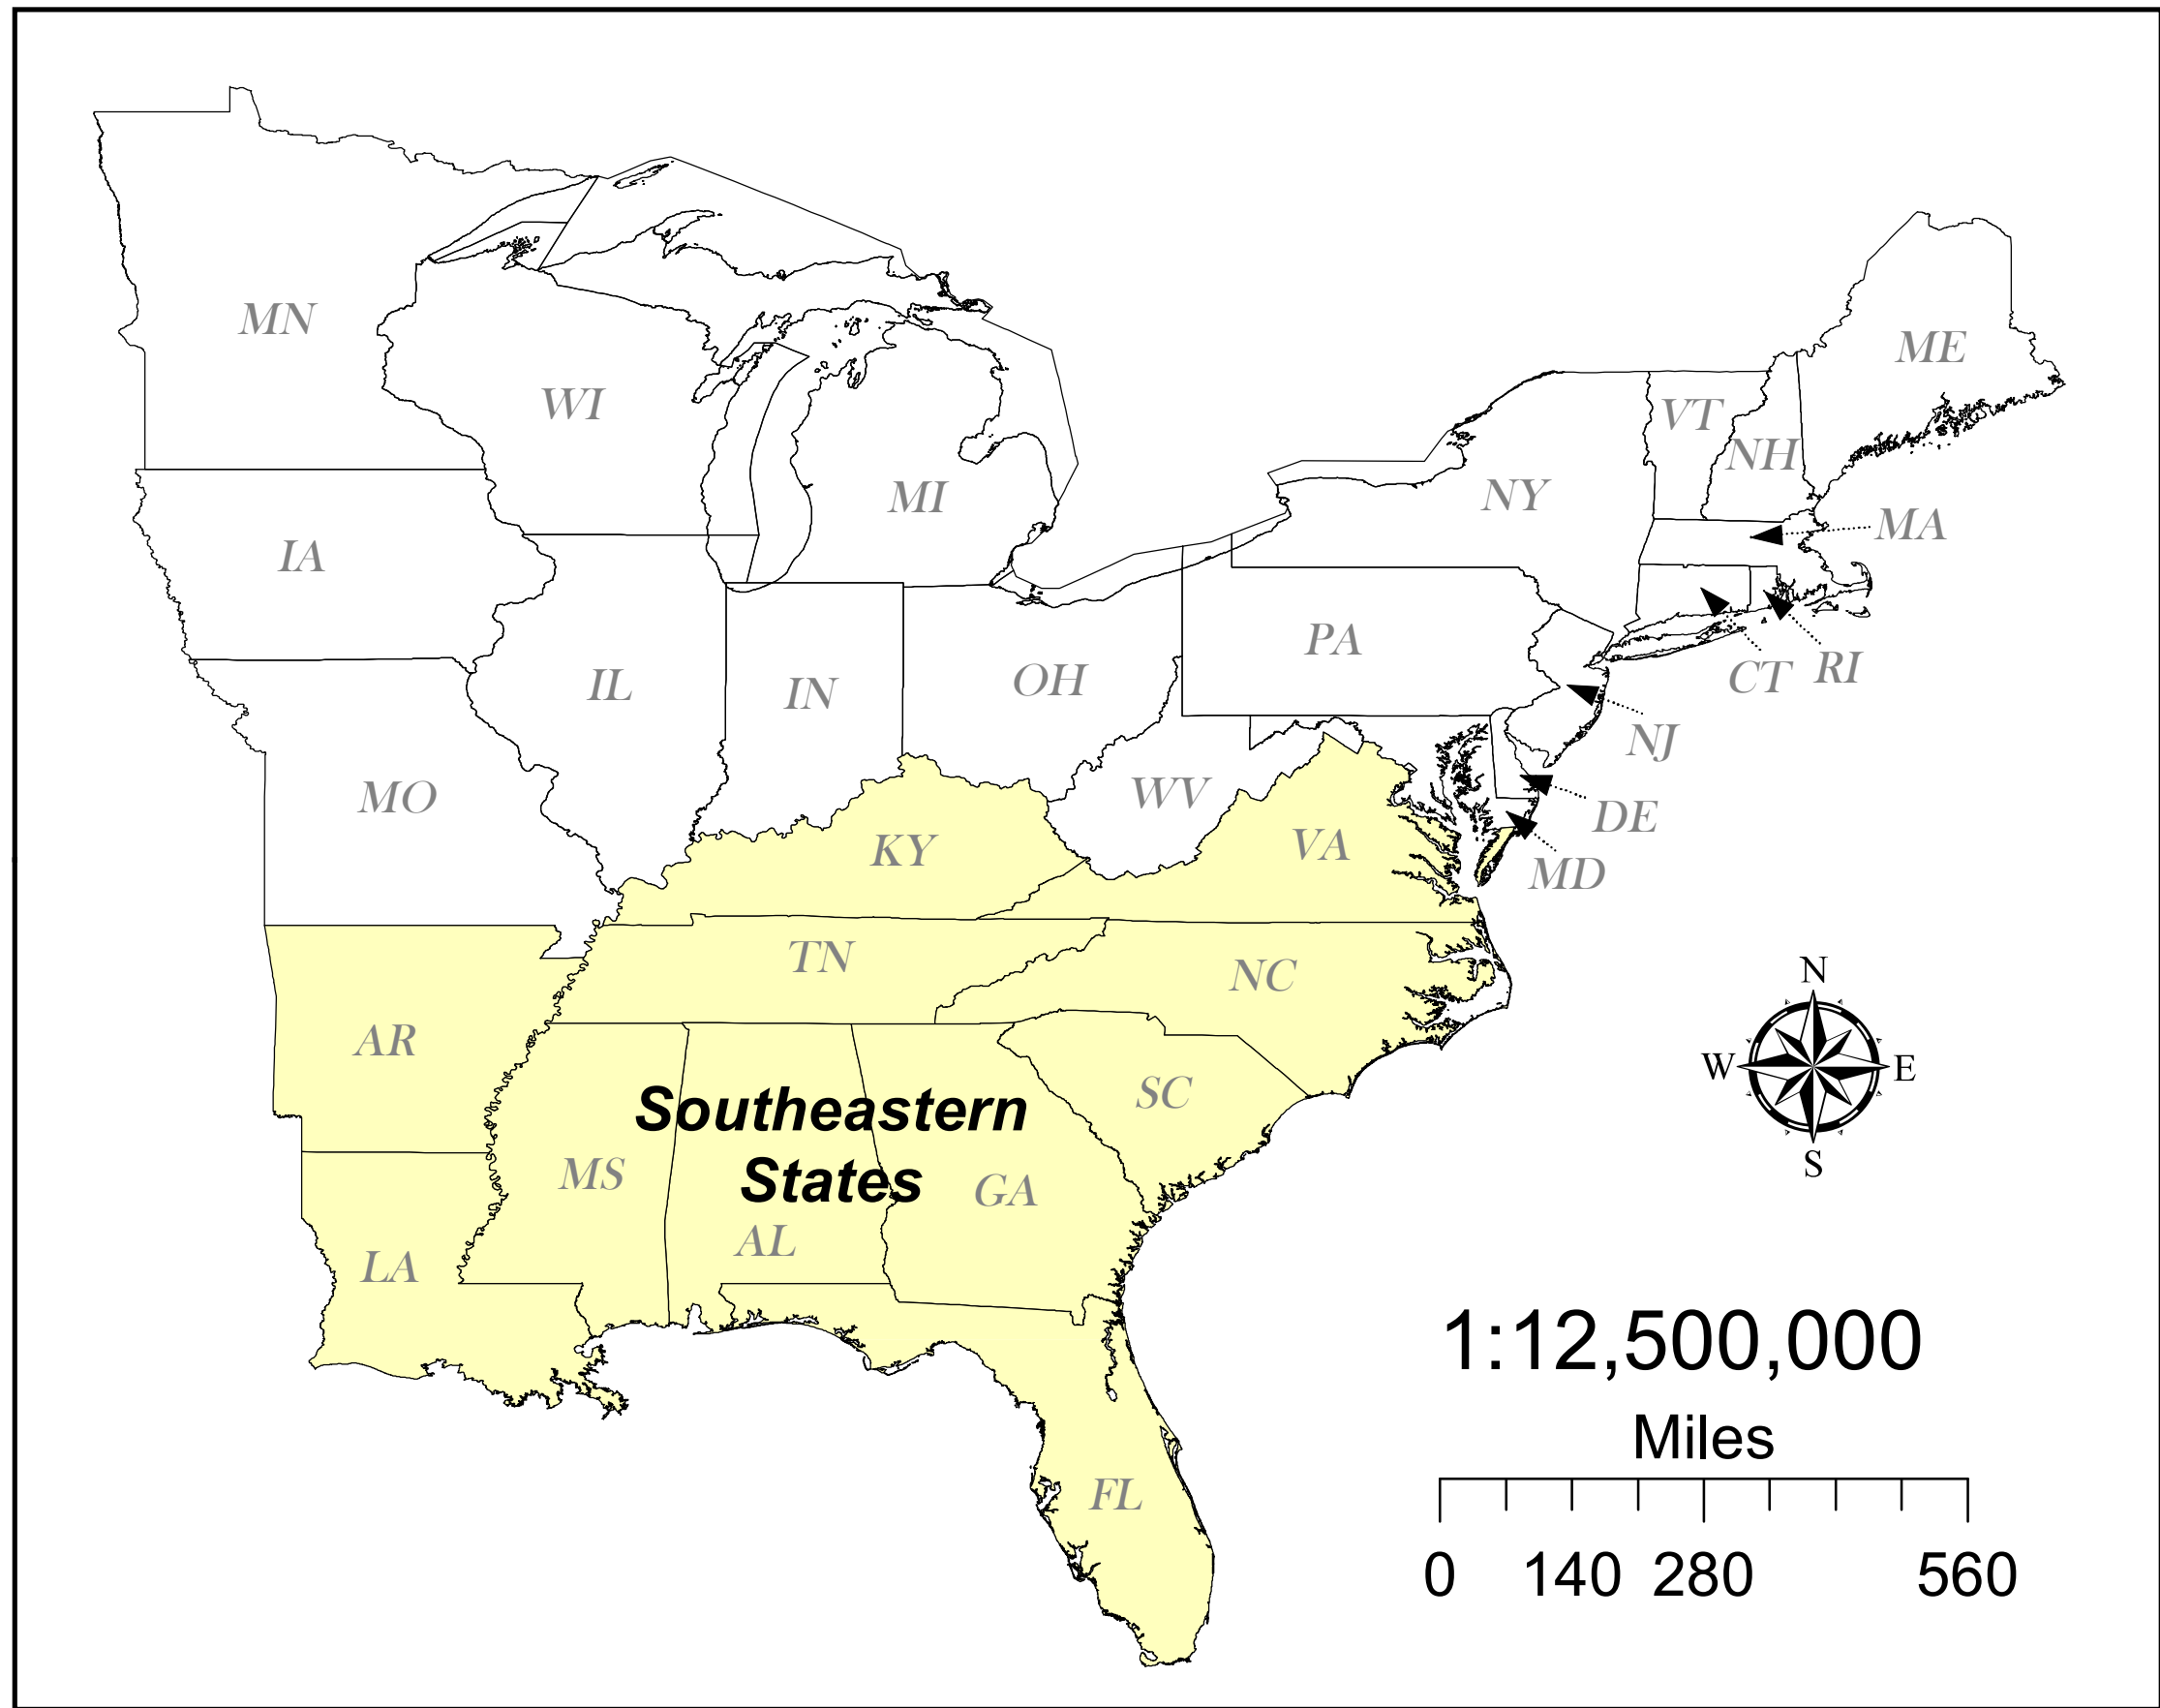 MN
WI
MI
ME
VT
NH
NY
MA
IA
PA
CT
RI
IL
IN
OH
NJ
MO
WV
DE
KY
VA
MD
TN
NC
AR
SC
Southeastern
States
MS
GA
AL
LA
FL
N
W
E
S
1:12,500,000
Miles
0 140 280 560